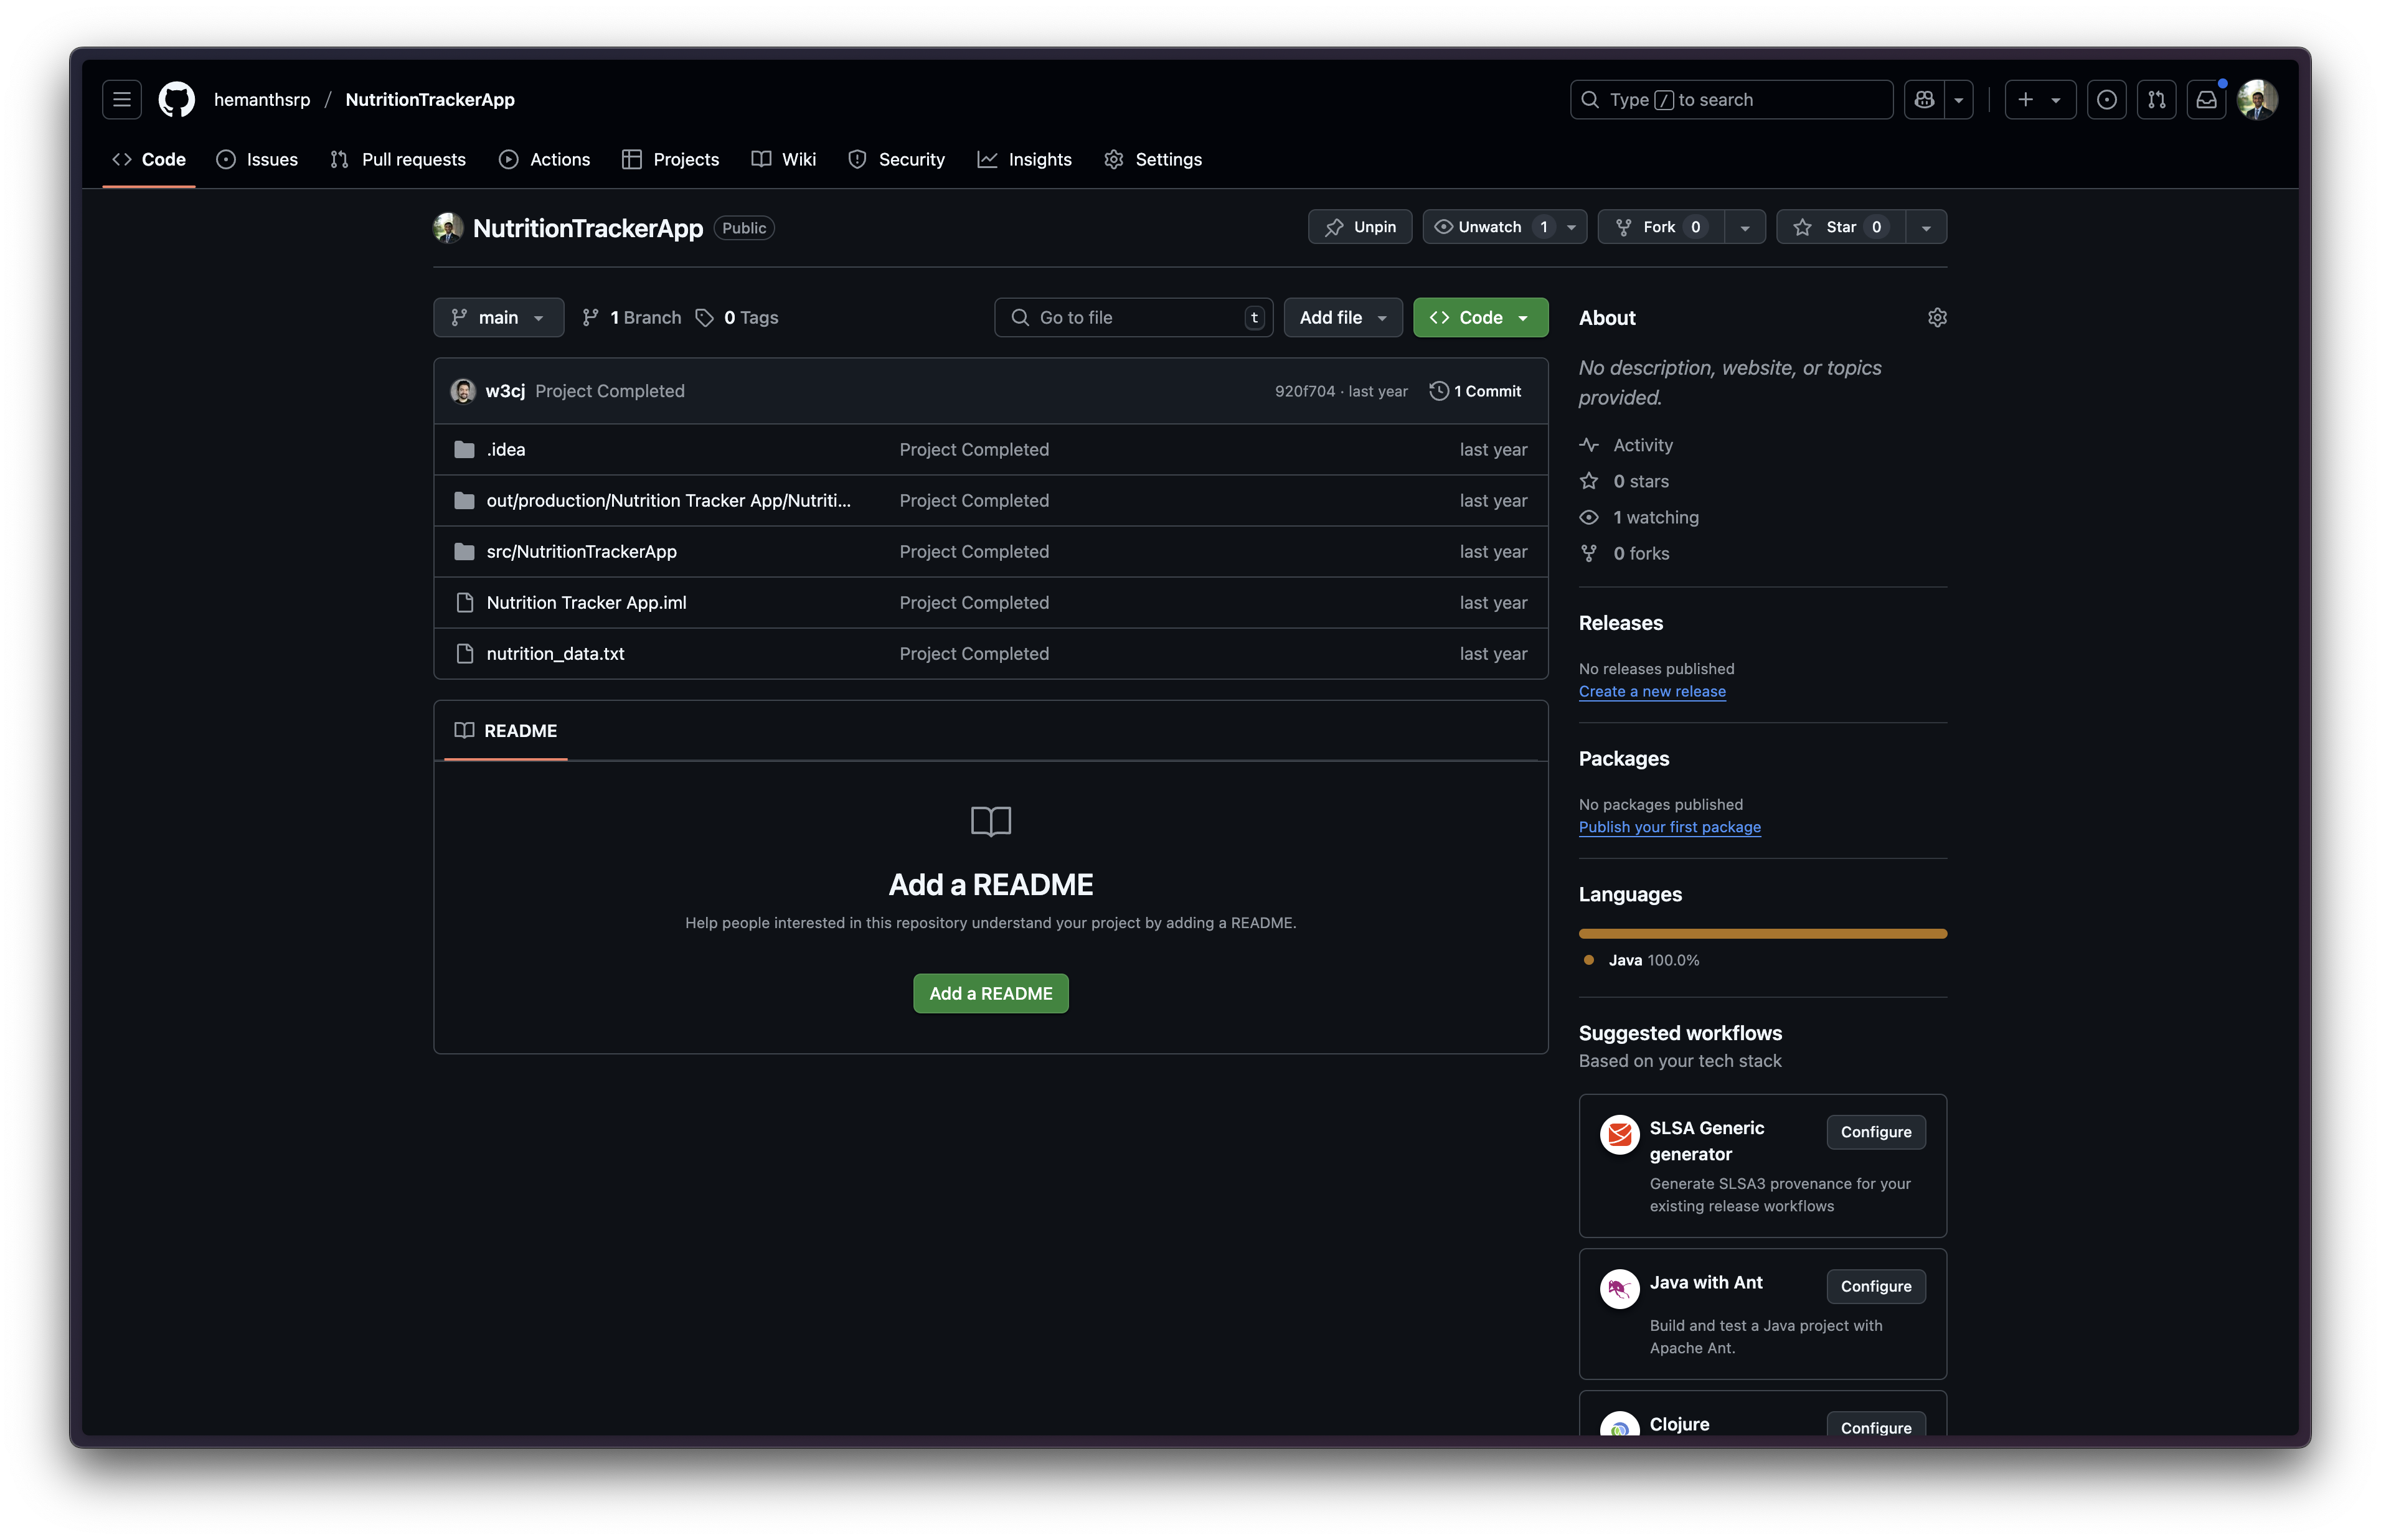 hemanthsrp / NutritionTrackerApp
Type / to search
Code Issues Pull requests Actions Projects Wiki Security Insights Settings
NutritionTrackerApp Public
Unpin Unwatch 1 Fork 0 Star 0
main 1 Branch 0 Tags
Go to file t Add file Code
w3cj Project Completed 920f704 · last year 1 Commit
.idea Project Completed last year
out/production/Nutrition Tracker App/Nutriti... Project Completed last year
src/NutritionTrackerApp Project Completed last year
Nutrition Tracker App.iml Project Completed last year
nutrition_data.txt Project Completed last year
README
Add a README
Help people interested in this repository understand your project by adding a README.
Add a README
About
No description, website, or topics
provided.
Activity
0 stars
1 watching
0 forks
Releases
No releases published
Create a new release
Packages
No packages published
Publish your first package
Languages
Java 100.0%
Suggested workflows
Based on your tech stack
SLSA Generic
generator
Configure
Generate SLSA3 provenance for your
existing release workflows
Java with Ant
Configure
Build and test a Java project with
Apache Ant.
Clojure
Configure